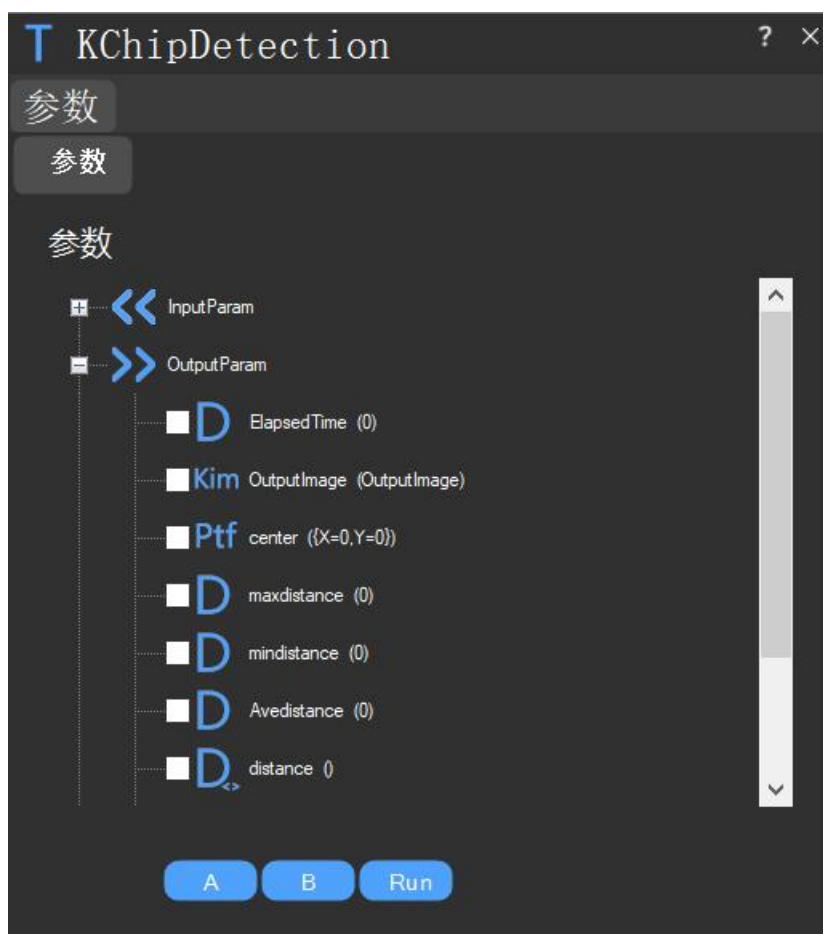 T KChipDetection ? ×
参数
参数
参数
InputParam
OutputParam
D ElapsedTime (0)
Kim OutputImage (OutputImage)
Ptf center ({X=0,Y=0})
D maxdistance (0)
D mindistance (0)
D Avedistance (0)
D<> distance ()
A B Run